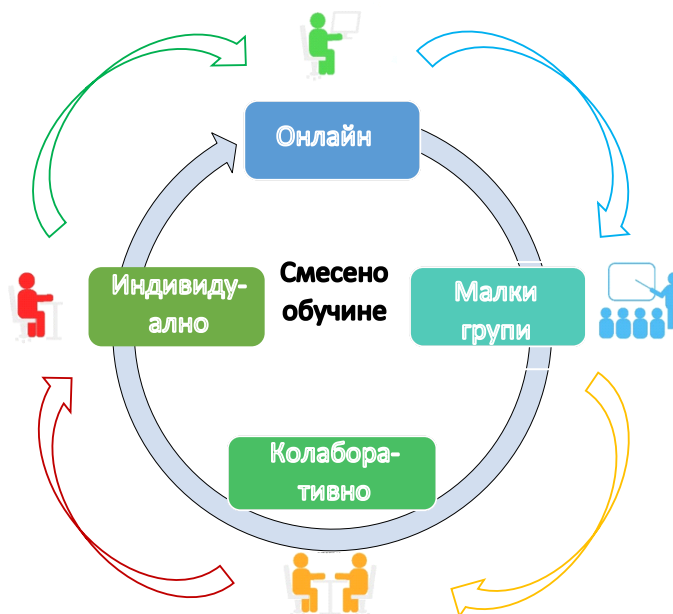 Онлайн
Индивиду-
ално
Смесено
обучине
Малки
групи
Колабора-
тивно